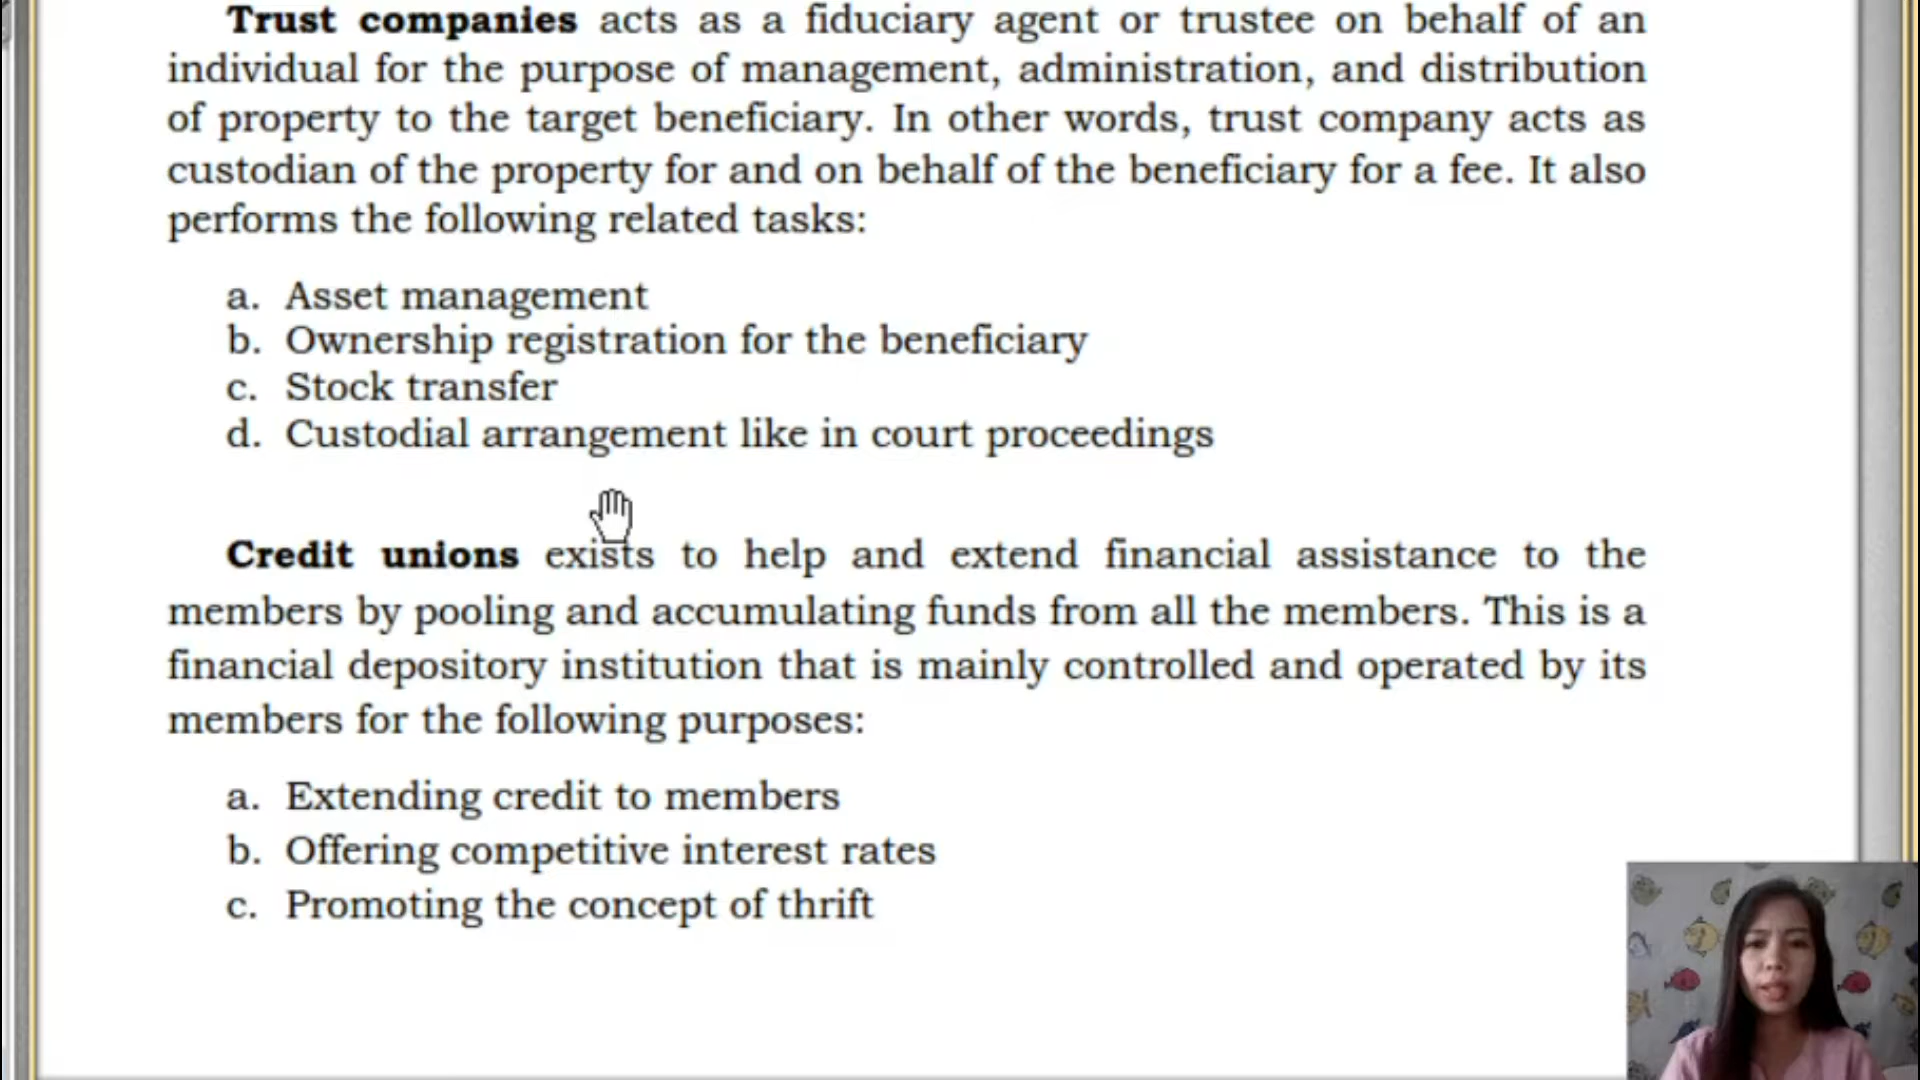 Trust companies acts as a fiduciary agent or trustee on behalf of an
individual for the purpose of management, administration, and distribution
of property to the target beneficiary. In other words, trust company acts as
custodian of the property for and on behalf of the beneficiary for a fee. It also
performs the following related tasks:
a. Asset management
b. Ownership registration for the beneficiary
c. Stock transfer
d. Custodial arrangement like in court proceedings
Credit unions exists to help and extend financial assistance to the
members by pooling and accumulating funds from all the members. This is a
financial depository institution that is mainly controlled and operated by its
members for the following purposes:
a. Extending credit to members
b. Offering competitive interest rates
c. Promoting the concept of thrift